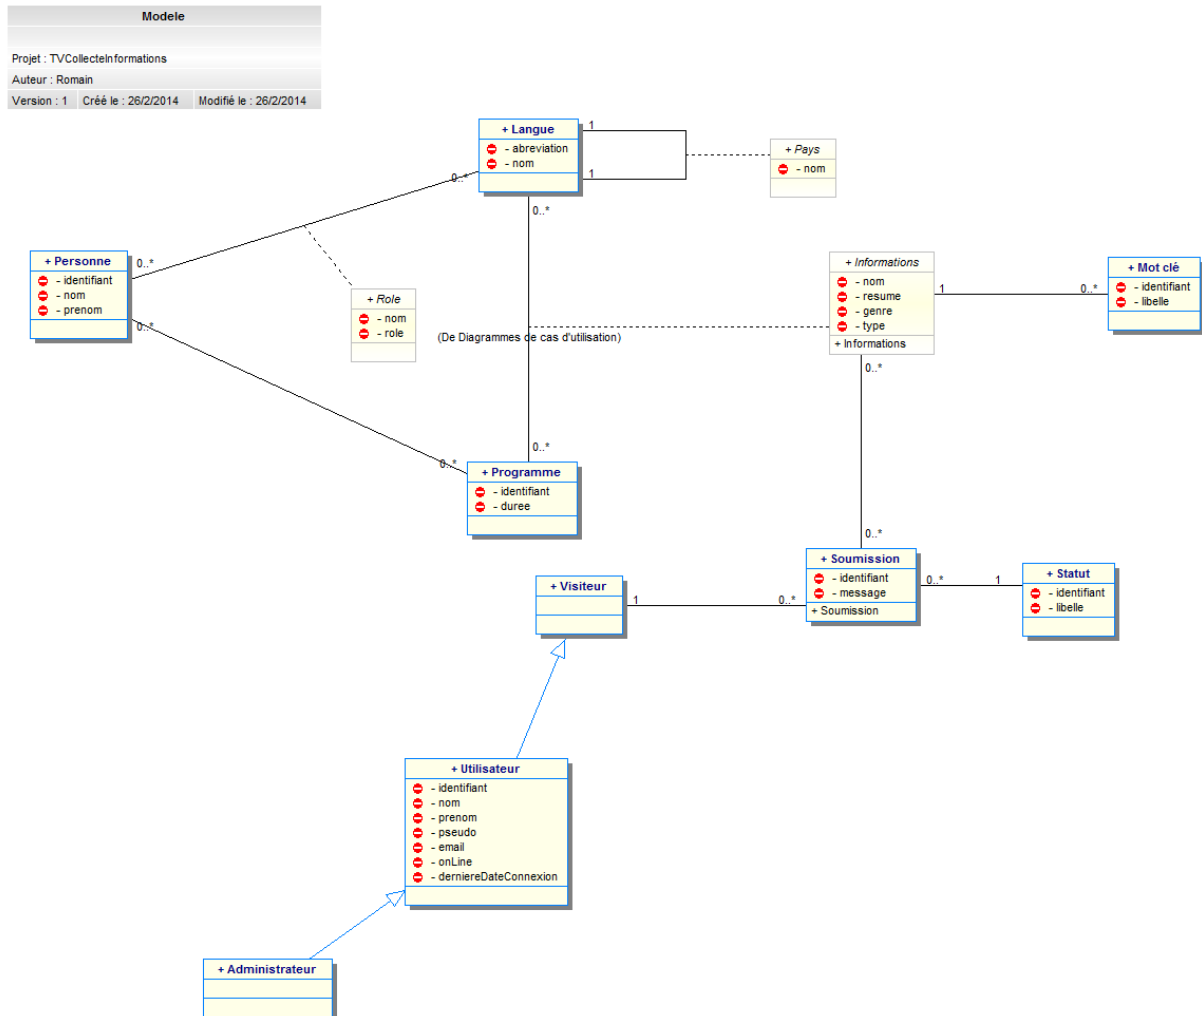 Modele
Projet : TVCollecteInformations
Auteur : Romain
Version : 1 Créé le : 26/2/2014 Modifié le : 26/2/2014
+ Langue
- abreviation
- nom
1
1
0..*
0..*
+ Pays
- nom
+ Personne
- identifiant
- nom
- prenom
0..*
0..*
+ Role
- nom
- role
(De Diagrammes de cas d'utilisation)
+ Informations
- nom
- resume
- genre
- type
+ Informations
1
0..*
0..*
+ Mot clé
- identifiant
- libelle
0..*
0..*
+ Programme
- identifiant
- duree
0..*
+ Soumission
- identifiant
- message
+ Soumission
0..*
1
+ Statut
- identifiant
- libelle
+ Visiteur
1
0..*
+ Utilisateur
- identifiant
- nom
- prenom
- pseudo
- email
- onLine
- derniereDateConnexion
+ Administrateur